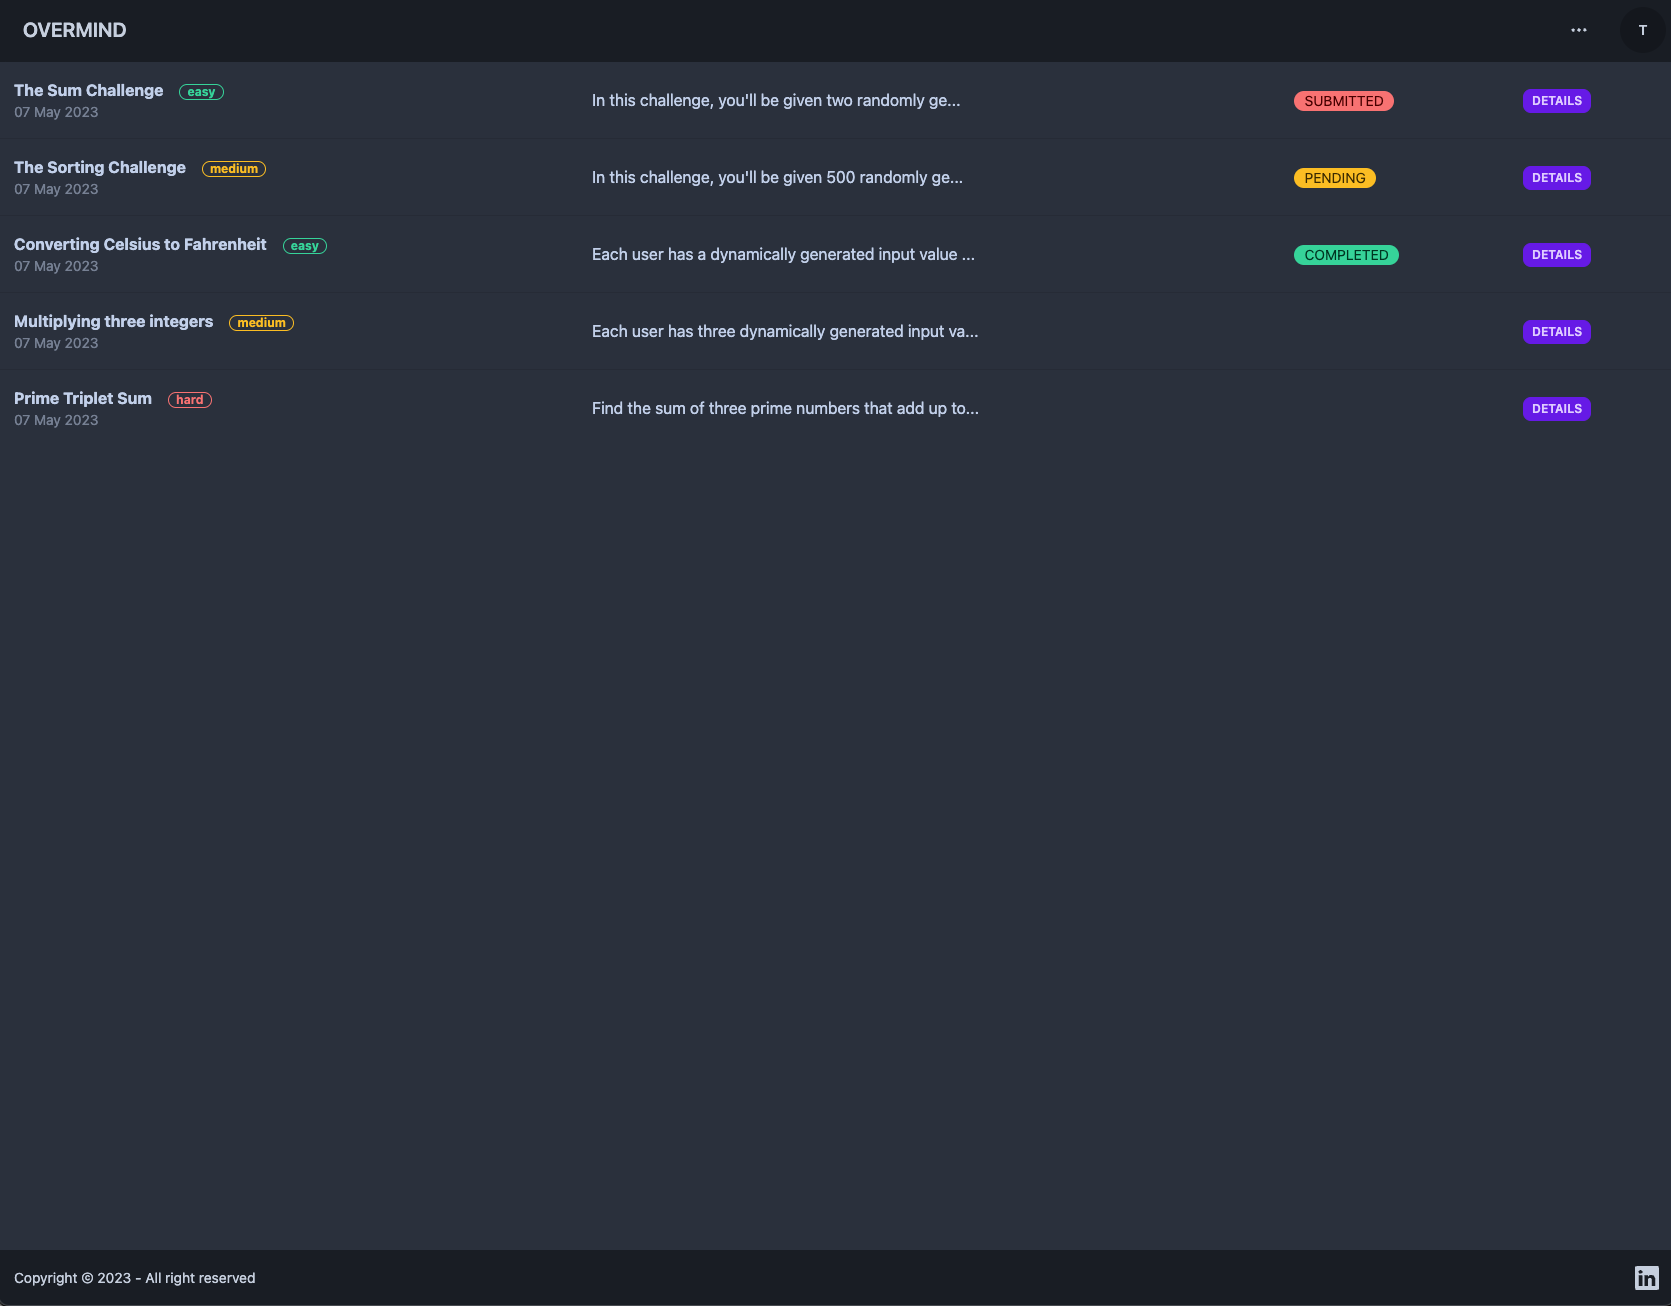 OVERMIND
T
The Sum Challenge easy
07 May 2023
In this challenge, you'll be given two randomly ge...
SUBMITTED
DETAILS
The Sorting Challenge medium
07 May 2023
In this challenge, you'll be given 500 randomly ge...
PENDING
DETAILS
Converting Celsius to Fahrenheit easy
07 May 2023
Each user has a dynamically generated input value ...
COMPLETED
DETAILS
Multiplying three integers medium
07 May 2023
Each user has three dynamically generated input va...
DETAILS
Prime Triplet Sum hard
07 May 2023
Find the sum of three prime numbers that add up to...
DETAILS
Copyright © 2023 - All right reserved
in